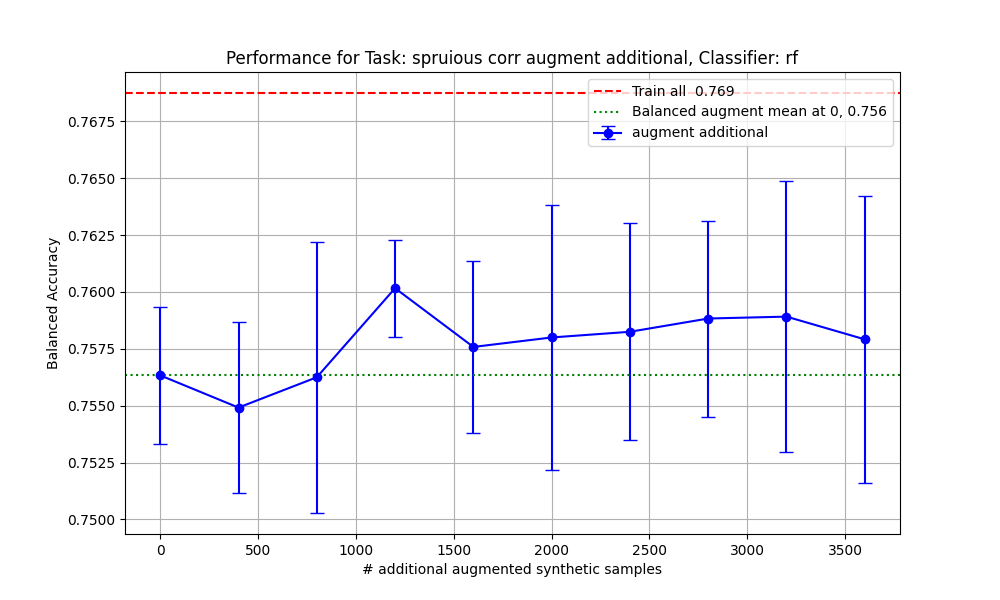 Performance for Task: spruious corr augment additional, Classifier: rf
Train all  0.769
Balanced augment mean at 0, 0.756
augment additional
Balanced Accuracy
0.7675
0.7650
0.7625
0.7600
0.7575
0.7550
0.7525
0.7500
0 500 1000 1500 2000 2500 3000 3500
# additional augmented synthetic samples